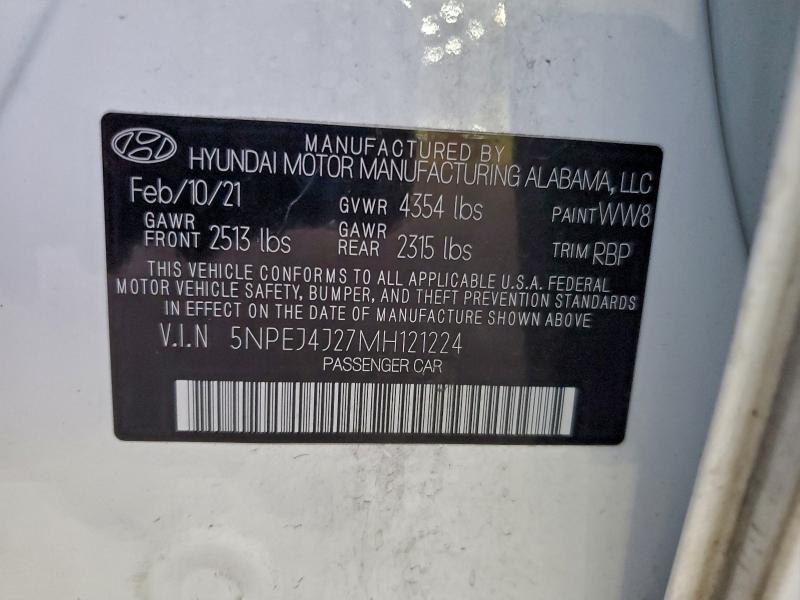 MANUFACTURED BY
HYUNDAI MOTOR MANUFACTURING ALABAMA, LLC
Feb/10/21 GVWR 4354 lbs PAINT WW8
GAWR FRONT 2513 lbs GAWR REAR 2315 lbs TRIM RBP
THIS VEHICLE CONFORMS TO ALL APPLICABLE U.S.A. FEDERAL
MOTOR VEHICLE SAFETY, BUMPER, AND THEFT PREVENTION STANDARDS
IN EFFECT ON THE DATE OF MANUFACTURE SHOWN ABOVE
V.I.N 5NPEJ4J27MH121224
PASSENGER CAR